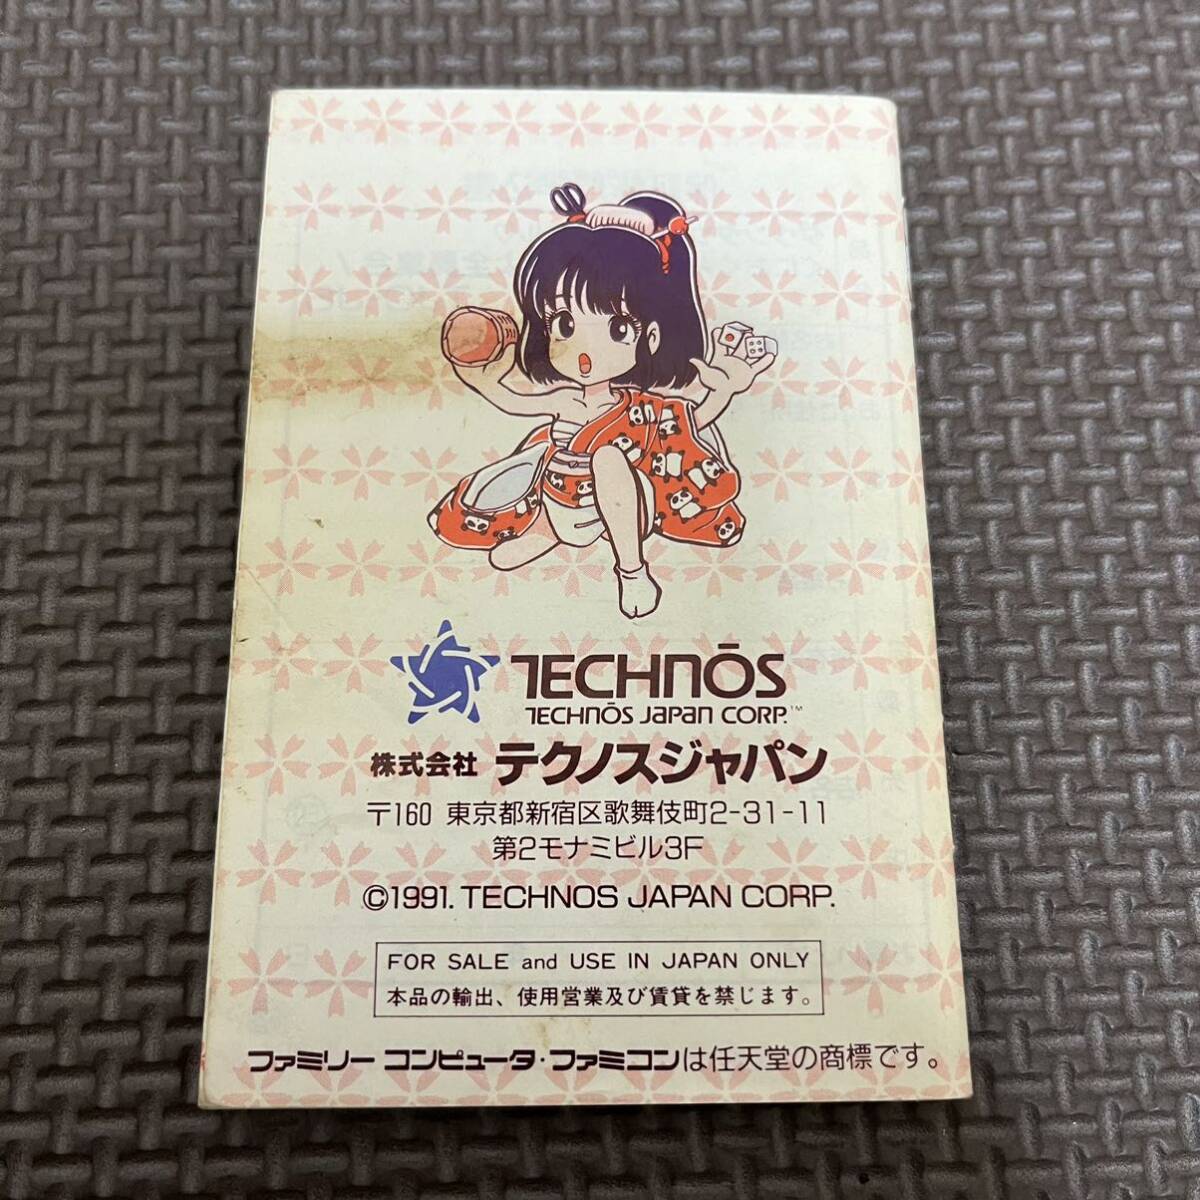 TECHNŌS
TECHNŌS JAPAN CORP.™
株式会社 テクノスジャパン
〒160 東京都新宿区歌舞伎町2-31-11
第2モナミビル3F
©1991. TECHNOS JAPAN CORP.
FOR SALE and USE IN JAPAN ONLY
本品の輸出、使用営業及び賃貸を禁じます。
ファミリー コンピュータ・ファミコンは任天堂の商標です。